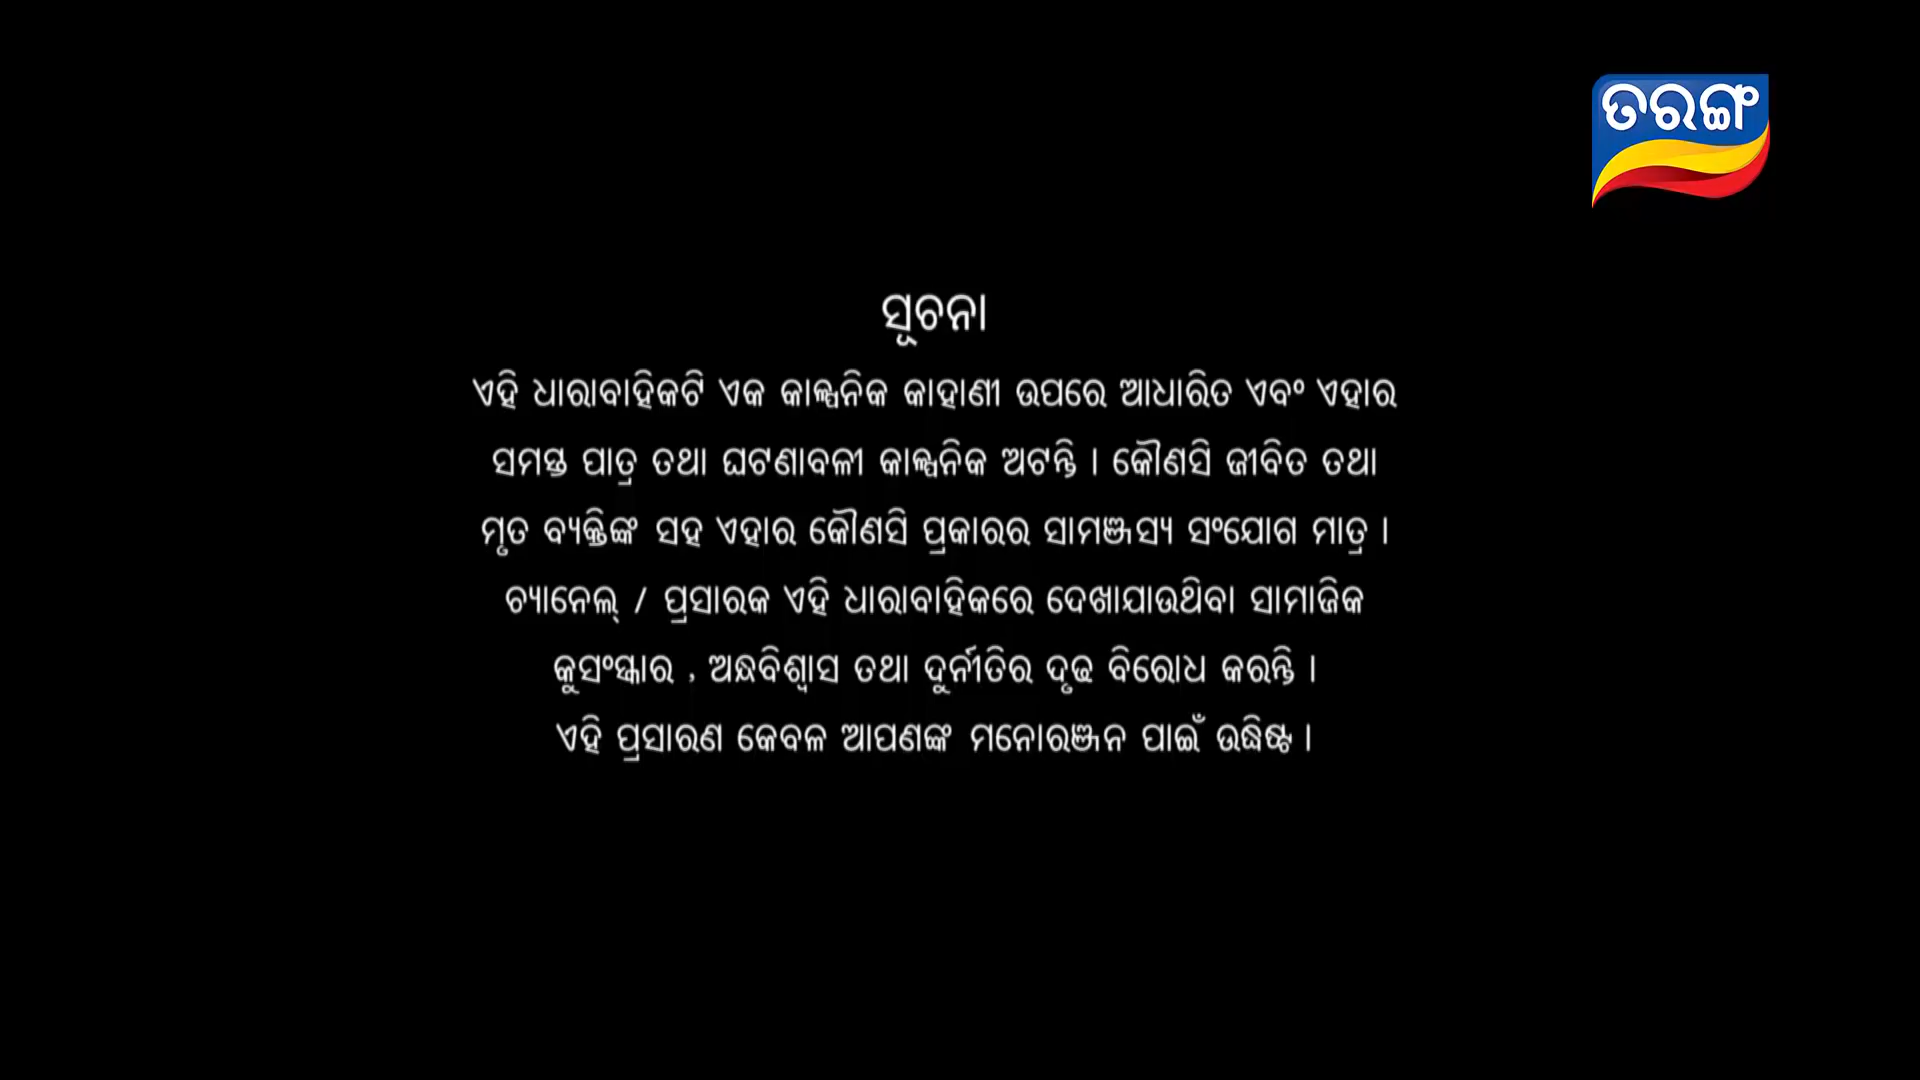 ତରଙ୍ଗ
ସୂଚନା
ଏହି ଧାରାବାହିକଟି ଏକ କାଳ୍ପନିକ କାହାଣୀ ଉପରେ ଆଧାରିତ ଏବଂ ଏହାର
ସମସ୍ତ ପାତ୍ର ତଥା ଘଟଣାବଳୀ କାଳ୍ପନିକ ଅଟନ୍ତି । କୌଣସି ଜୀବିତ ତଥା
ମୃତ ବ୍ୟକ୍ତିଙ୍କ ସହ ଏହାର କୌଣସି ପ୍ରକାରର ସାମଞ୍ଜସ୍ୟ ସଂଯୋଗ ମାତ୍ର ।
ଚ୍ୟାନେଲ୍ / ପ୍ରସାରକ ଏହି ଧାରାବାହିକରେ ଦେଖାଯାଉଥିବା ସାମାଜିକ
କୁସଂସ୍କାର , ଅନ୍ଧବିଶ୍ୱାସ ତଥା ଦୁର୍ନୀତିର ଦୃଢ ବିରୋଧ କରନ୍ତି ।
ଏହି ପ୍ରସାରଣ କେବଳ ଆପଣଙ୍କ ମନୋରଞ୍ଜନ ପାଇଁ ଉଦ୍ଧିଷ୍ଟ ।